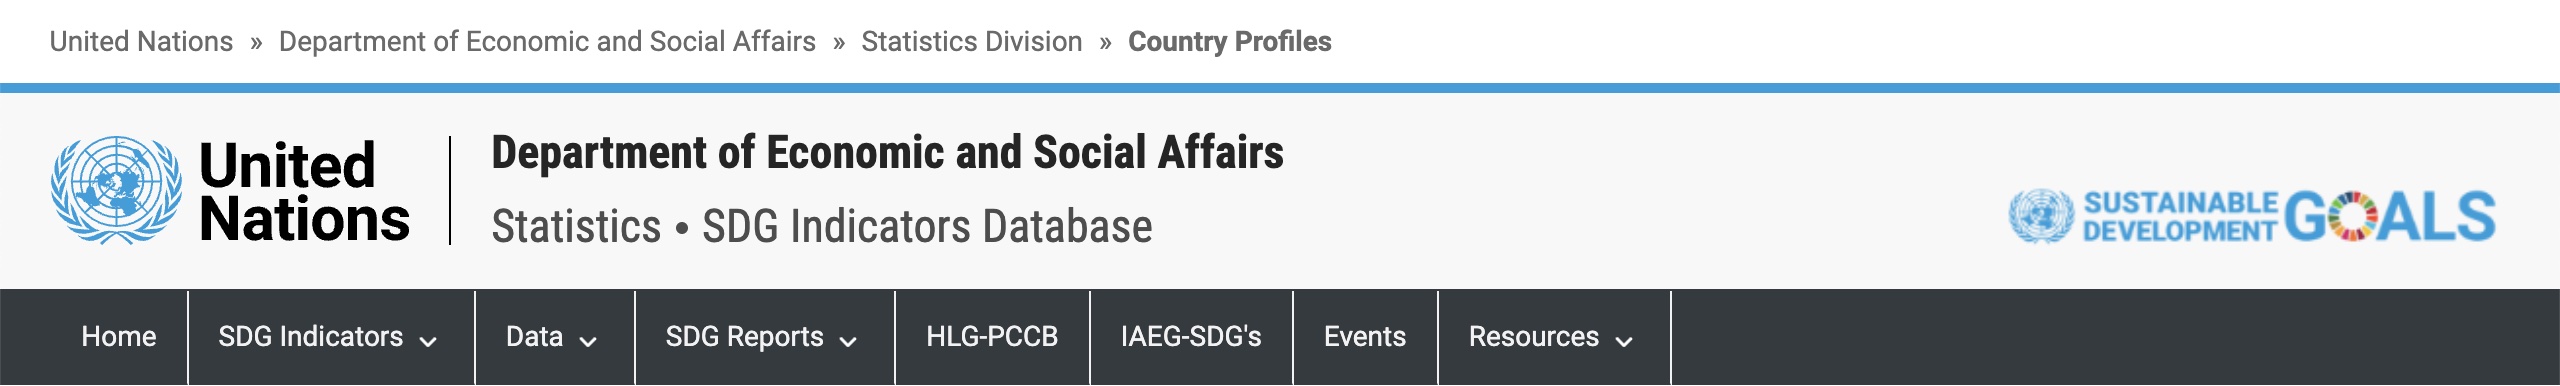 United Nations » Department of Economic and Social Affairs » Statistics Division » Country Profiles
United
Nations
Department of Economic and Social Affairs
Statistics • SDG Indicators Database
SUSTAINABLE
DEVELOPMENT
GOALS
Home SDG Indicators Data SDG Reports HLG-PCCB IAEG-SDG's Events Resources